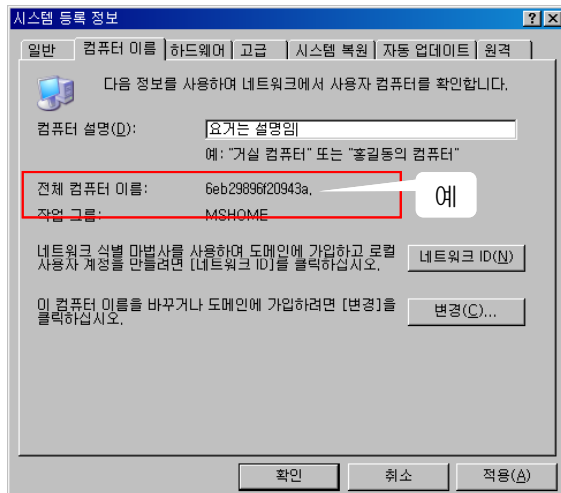 시스템 등록 정보
일반 컴퓨터 이름 하드웨어 고급 시스템 복원 자동 업데이트 원격
다음 정보를 사용하여 네트워크에서 사용자 컴퓨터를 확인합니다.
컴퓨터 설명(D): 요거는 설명임
예: "거실 컴퓨터" 또는 "홍길동의 컴퓨터"
전체 컴퓨터 이름: 6eb29896f20943a.
예
작업 그룹: MSHOME
네트워크 식별 마법사를 사용하여 도메인에 가입하고 로컬
사용자 계정을 만들려면 [네트워크 ID]를 클릭하십시오.
네트워크 ID(N)
이 컴퓨터 이름을 바꾸거나 도메인에 가입하려면 [변경]을
클릭하십시오.
변경(C)...
확인 취소 적용(A)